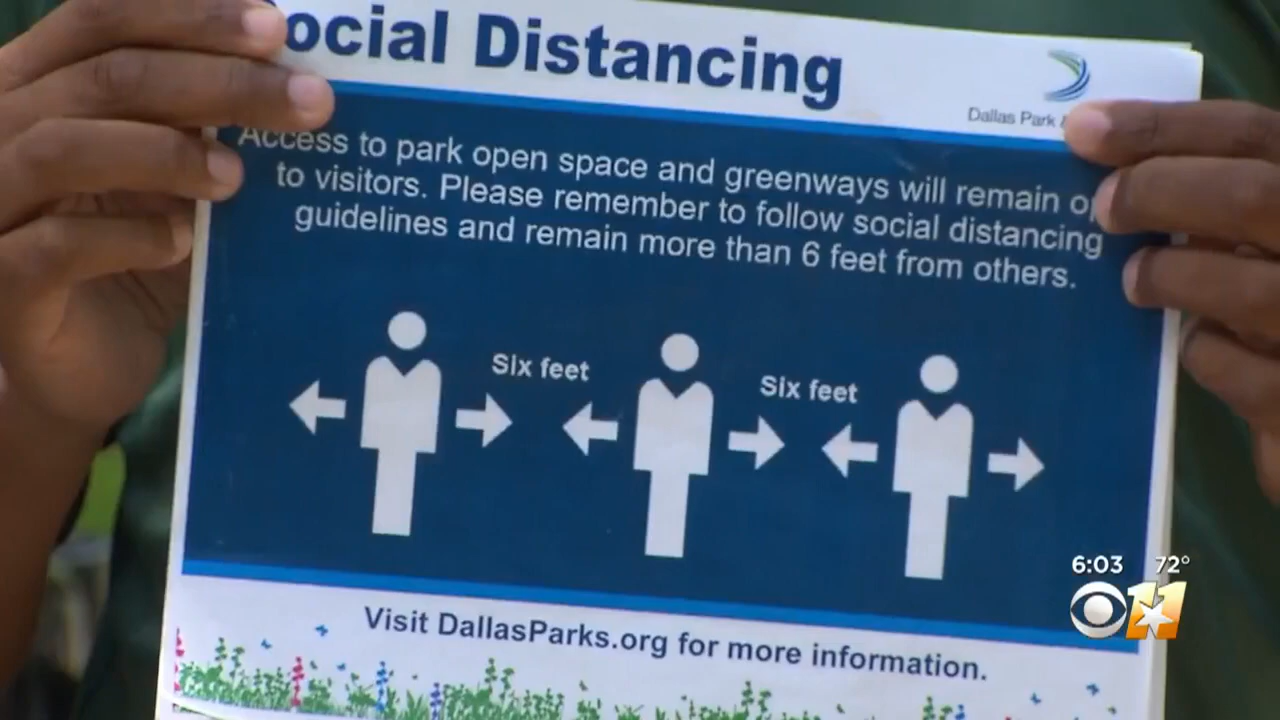 ocial Distancing
Dallas Park
Access to park open space and greenways will remain
to visitors. Please remember to follow social distancing
guidelines and remain more than 6 feet from others.
Six feet
Six feet
Visit DallasParks.org for more information.
6:03 72°
11